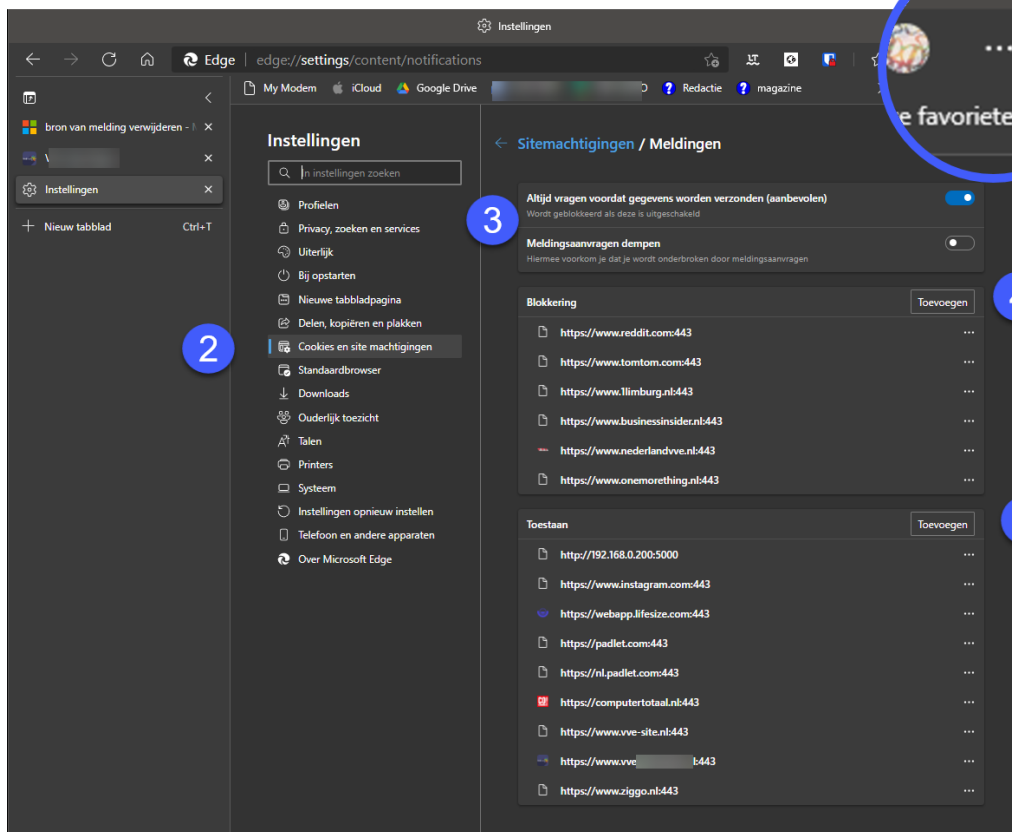 Instellingen
Edge edge://settings/content/notifications
...
e favoriete
My Modem iCloud Google Drive Redactie magazine
bron van melding verwijderen -
Instellingen
Nieuw tabblad Ctrl+T
Instellingen
In instellingen zoeken
Profielen
Privacy, zoeken en services
Uiterlijk
Bij opstarten
Nieuwe tabbladpagina
Delen, kopiëren en plakken
2
Cookies en site machtigingen
Standaardbrowser
Downloads
Ouderlijk toezicht
Talen
Printers
Systeem
Instellingen opnieuw instellen
Telefoon en andere apparaten
Over Microsoft Edge
Sitemachtigingen / Meldingen
3
Altijd vragen voordat gegevens worden verzonden (aanbevolen)
Wordt geblokkeerd als deze is uitgeschakeld
Meldingsaanvragen dempen
Hiermee voorkom je dat je wordt onderbroken door meldingsaanvragen
Blokkering Toevoegen
https://www.reddit.com:443
https://www.tomtom.com:443
https://www.1limburg.nl:443
https://www.businessinsider.nl:443
https://www.nederlandvve.nl:443
https://www.onemorething.nl:443
Toestaan Toevoegen
http://192.168.0.200:5000
https://www.instagram.com:443
https://webapp.lifesize.com:443
https://padlet.com:443
https://nl.padlet.com:443
https://computertotaal.nl:443
https://www.vve-site.nl:443
https://www.vve l:443
https://www.ziggo.nl:443